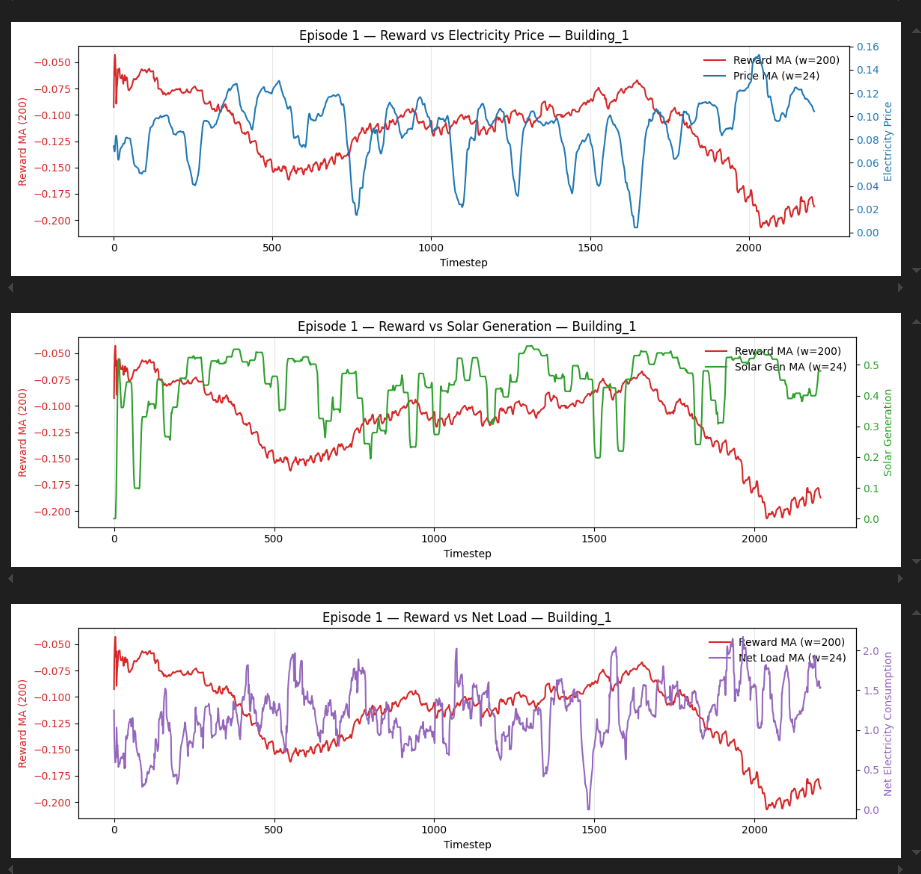 Episode 1 — Reward vs Electricity Price — Building_1
Reward MA (w=200)
Price MA (w=24)
−0.050
−0.075
−0.100
−0.125
−0.150
−0.175
−0.200
Reward MA (200)
0.16
0.14
0.12
0.10
0.08
0.06
0.04
0.02
0.00
Electricity Price
0 500 1000 1500 2000
Timestep
Episode 1 — Reward vs Solar Generation — Building_1
Reward MA (w=200)
Solar Gen MA (w=24)
−0.050
−0.075
−0.100
−0.125
−0.150
−0.175
−0.200
Reward MA (200)
0.5
0.4
0.3
0.2
0.1
0.0
Solar Generation
0 500 1000 1500 2000
Timestep
Episode 1 — Reward vs Net Load — Building_1
Reward MA (w=200)
Net Load MA (w=24)
−0.050
−0.075
−0.100
−0.125
−0.150
−0.175
−0.200
Reward MA (200)
2.0
1.5
1.0
0.5
0.0
Net Electricity Consumption
0 500 1000 1500 2000
Timestep